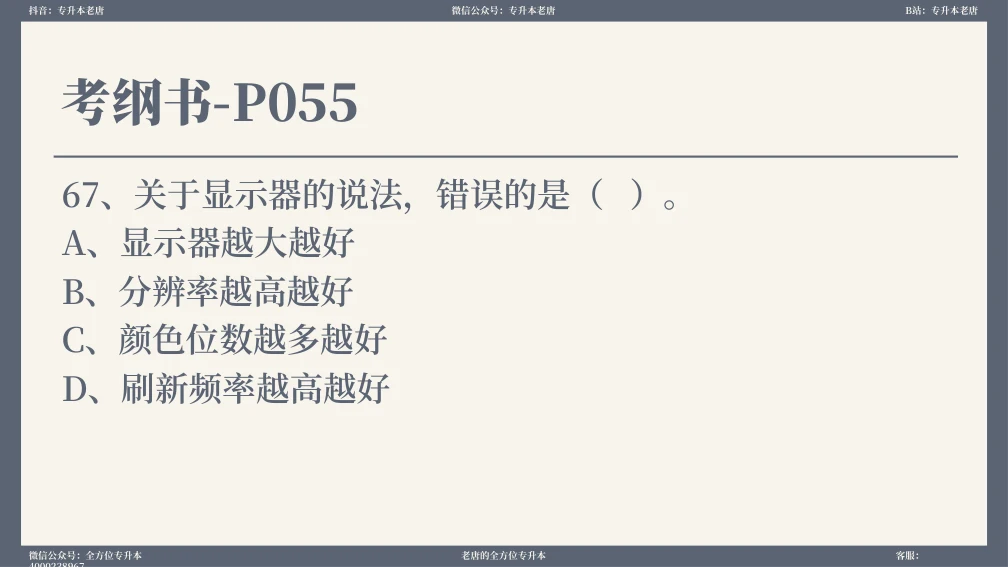 抖音：专升本老唐
微信公众号：专升本老唐
B站：专升本老唐
考纲书-P055
67、关于显示器的说法，错误的是（ ）。
A、显示器越大越好
B、分辨率越高越好
C、颜色位数越多越好
D、刷新频率越高越好
微信公众号：全方位专升本
老唐的全方位专升本
客服：
4000228967